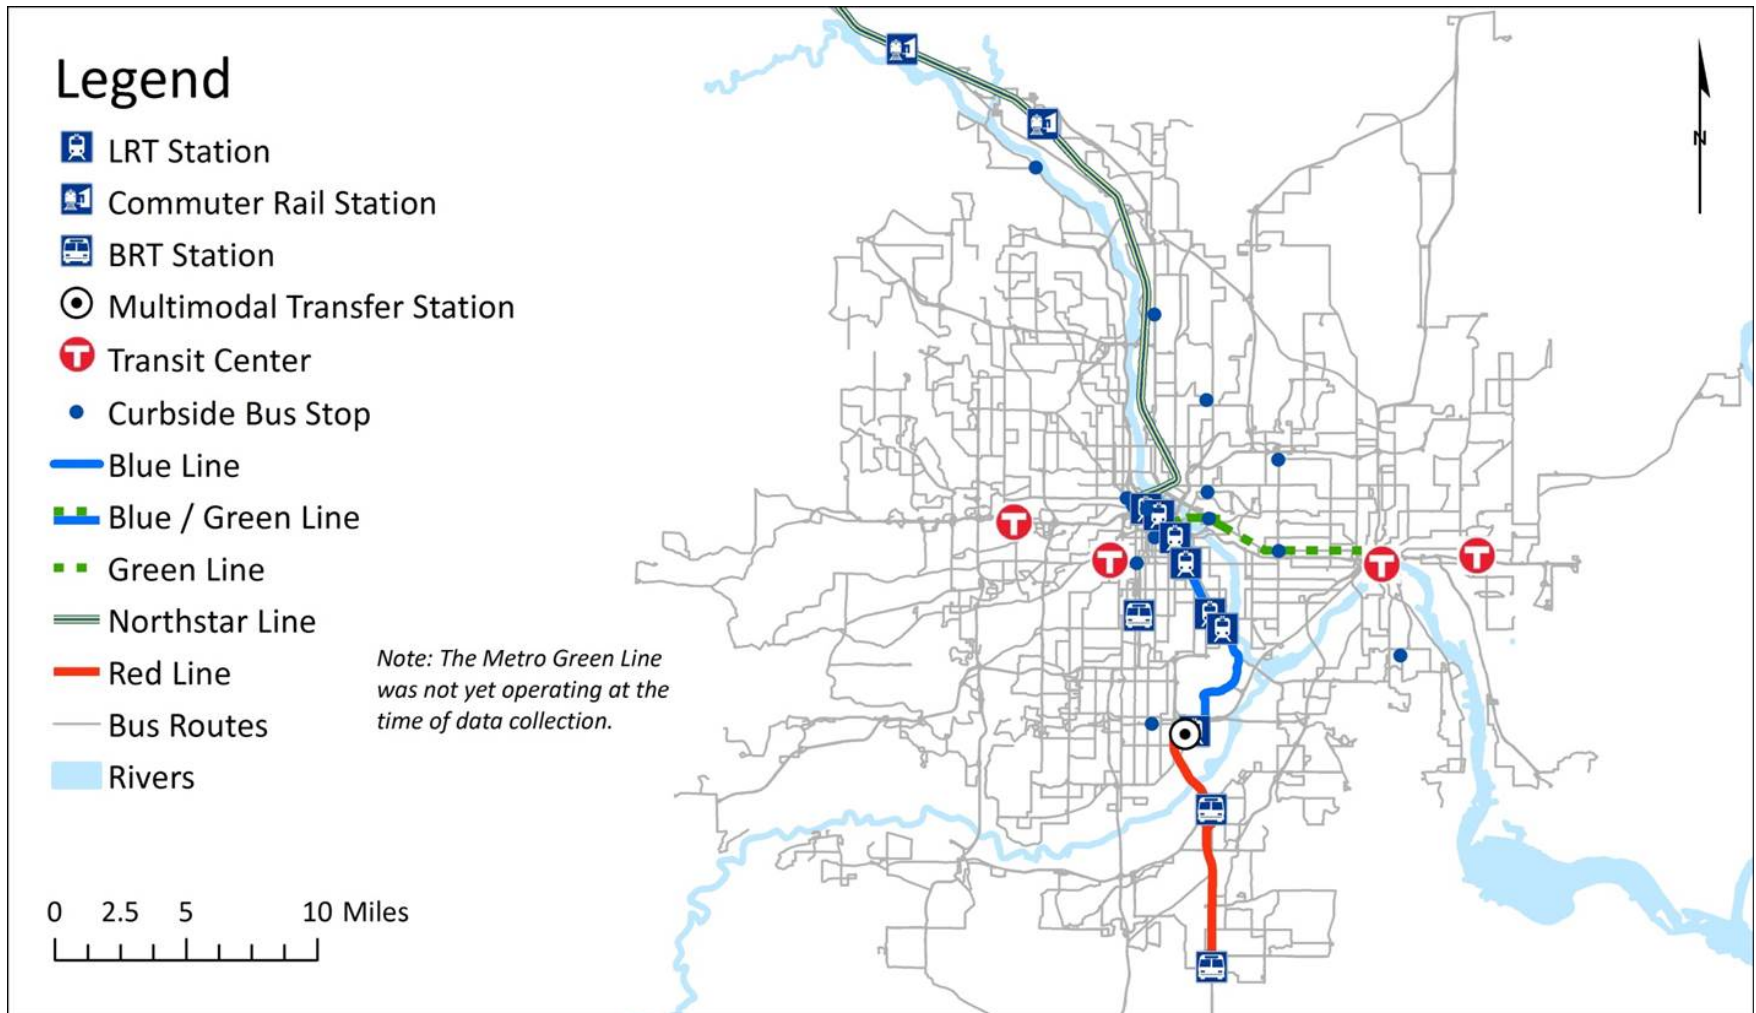 Legend
LRT Station
Commuter Rail Station
BRT Station
Multimodal Transfer Station
T Transit Center
Curbside Bus Stop
Blue Line
Blue / Green Line
Green Line
Northstar Line
Red Line
Bus Routes
Rivers
Note: The Metro Green Line
was not yet operating at the
time of data collection.
0 2.5 5 10 Miles
N
T
T
T
T